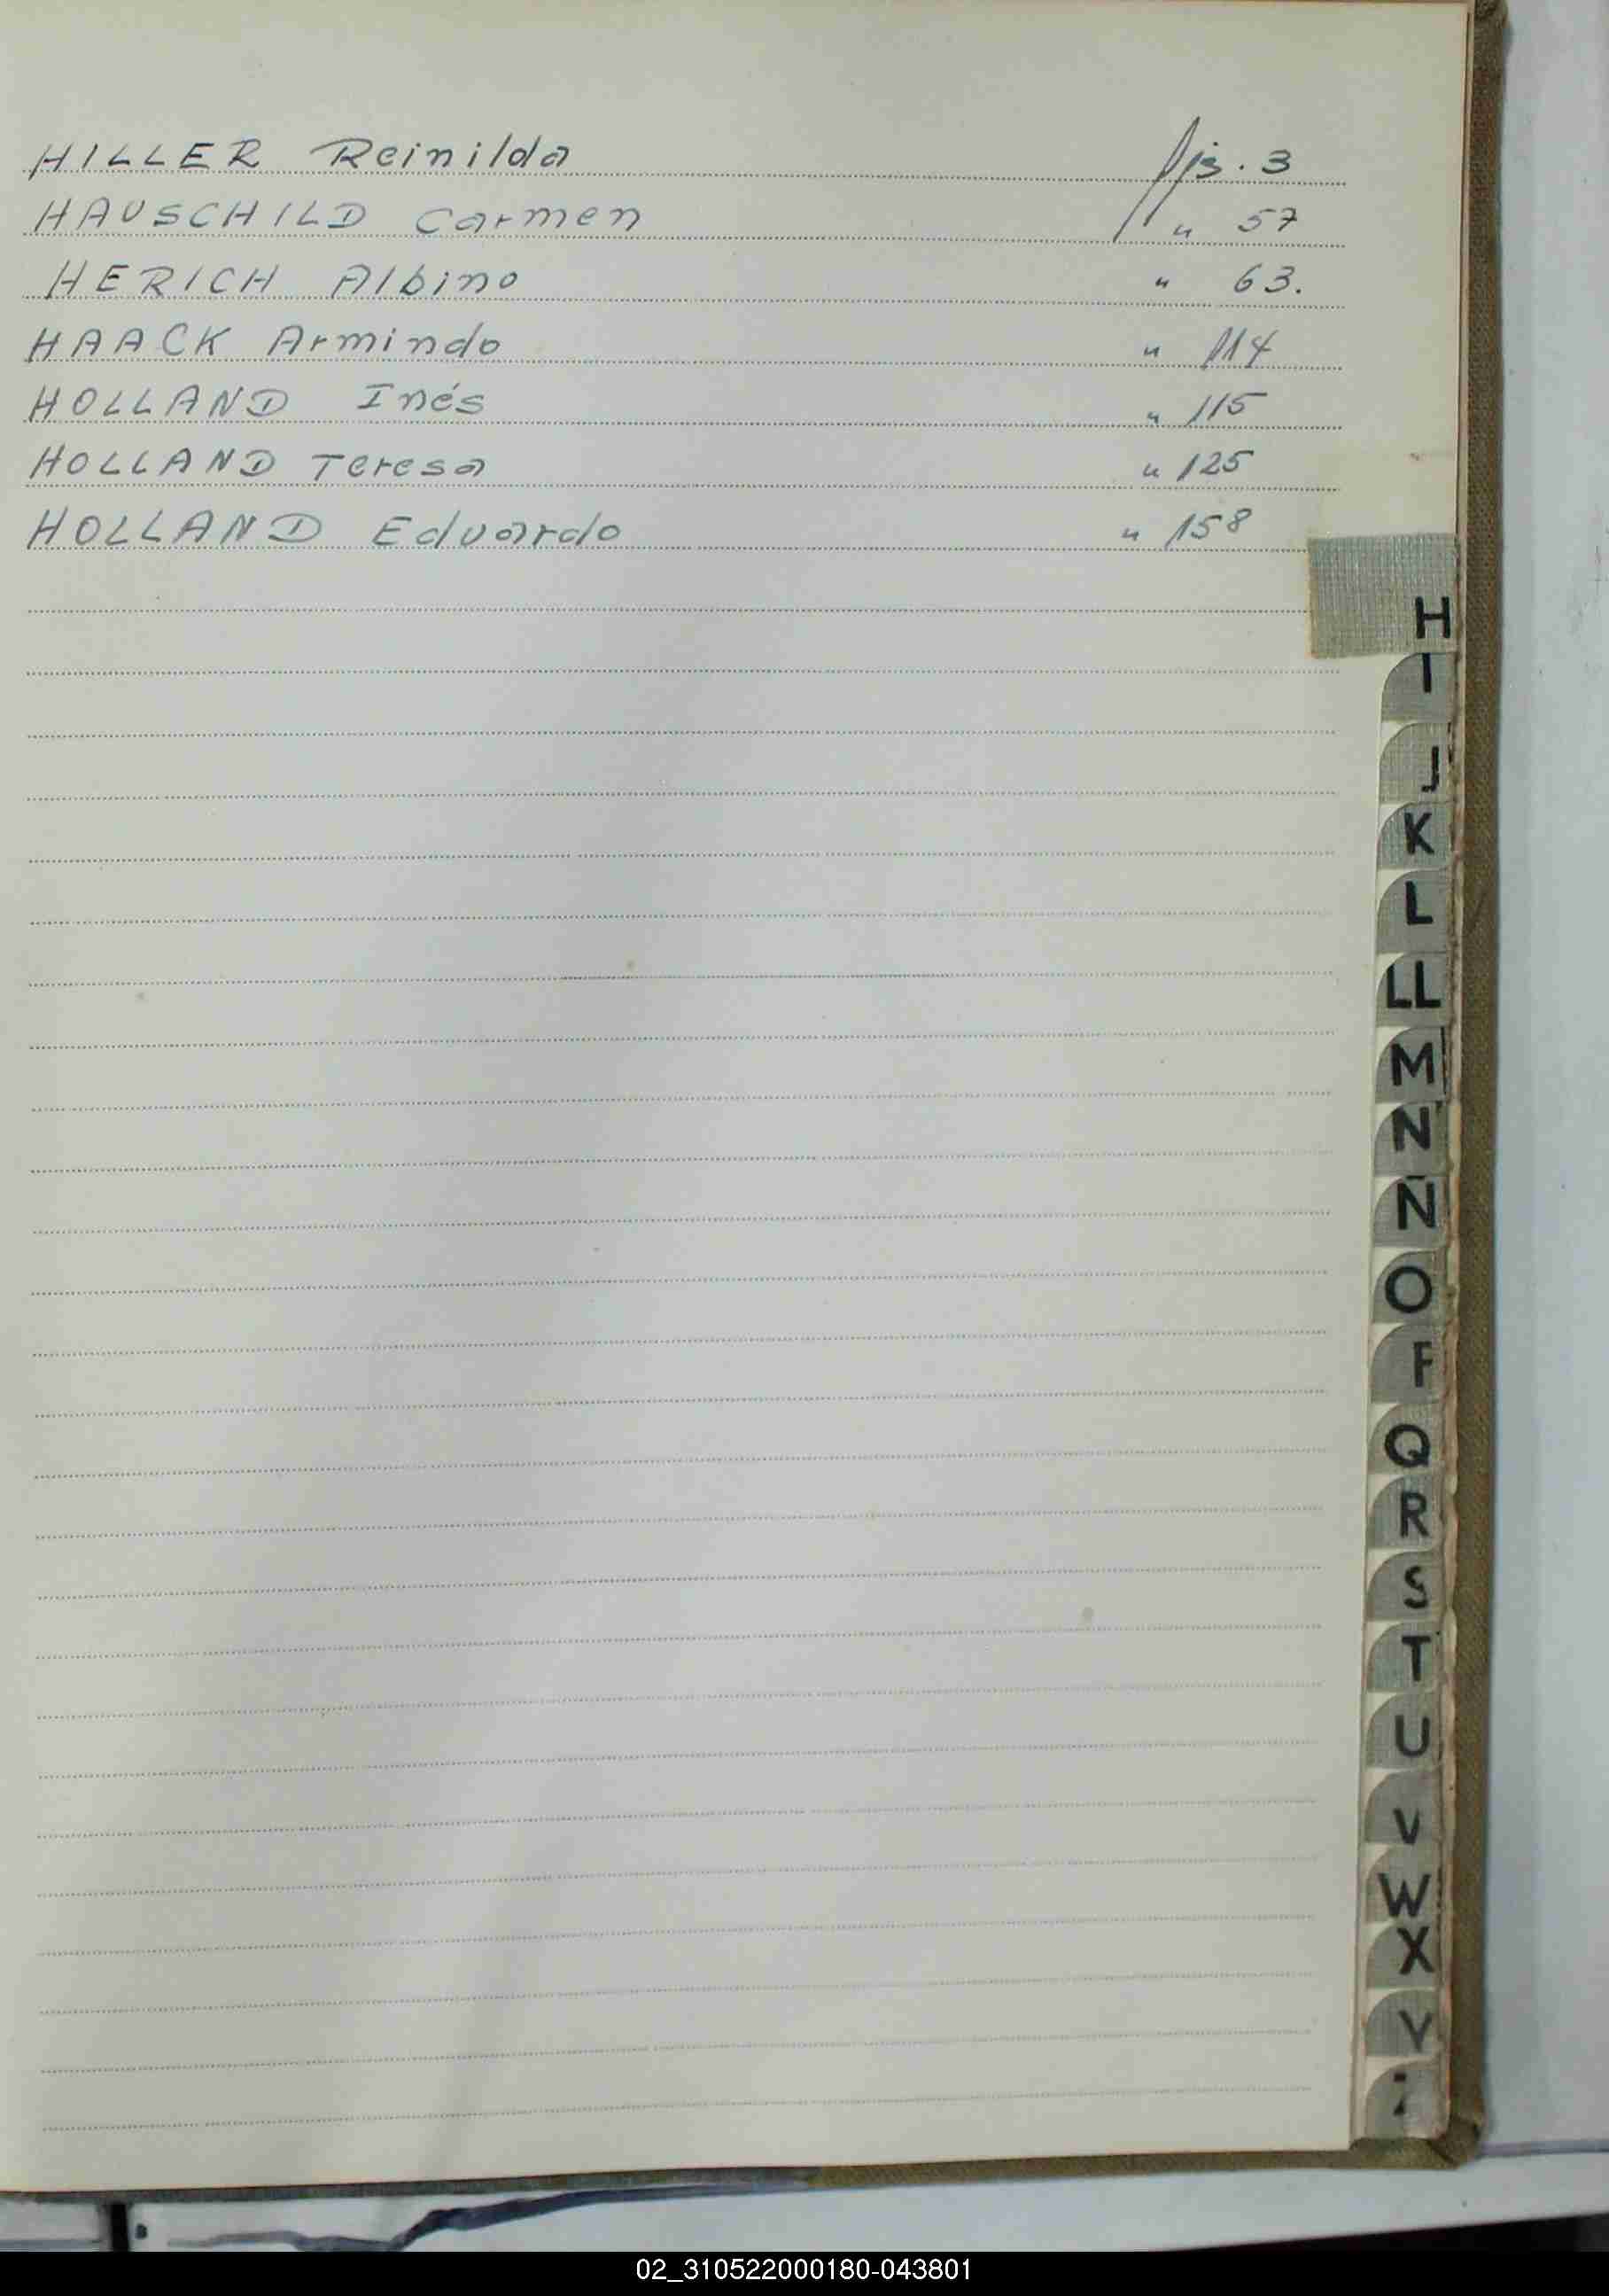 HILLER Reinilda fjs. 3
HAUSCHILD Carmen " 57
HERICH Albino " 63.
HAACK Armindo " 114
HOLLAND Inés " 115
HOLLAND Teresa " 125
HOLLAND Eduardo " 158
H
I
J
K
L
LL
M
N
Ñ
O
P
Q
R
S
T
U
V
W
X
Y
Z
02_310522000180-043801